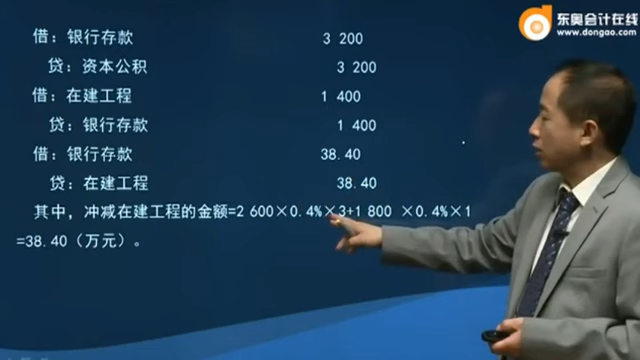 东奥会计在线
www.dongao.com
借：银行存款 3 200
贷：资本公积 3 200
借：在建工程 1 400
贷：银行存款 1 400
借：银行存款 38.40
贷：在建工程 38.40
其中，冲减在建工程的金额=2 600×0.4%×3+1 800 ×0.4%×1
=38.40（万元）。